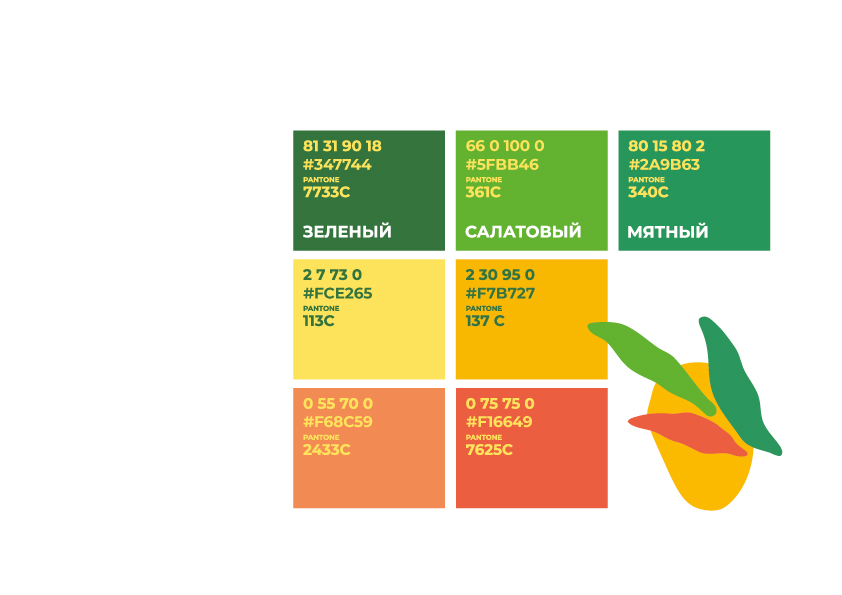 81 31 90 18
#347744
PANTONE
7733C
ЗЕЛЕНЫЙ
66 0 100 0
#5FBB46
PANTONE
361C
САЛАТОВЫЙ
80 15 80 2
#2A9B63
PANTONE
340C
МЯТНЫЙ
2 7 73 0
#FCE265
PANTONE
113C
2 30 95 0
#F7B727
PANTONE
137 C
0 55 70 0
#F68C59
PANTONE
2433C
0 75 75 0
#F16649
PANTONE
7625C